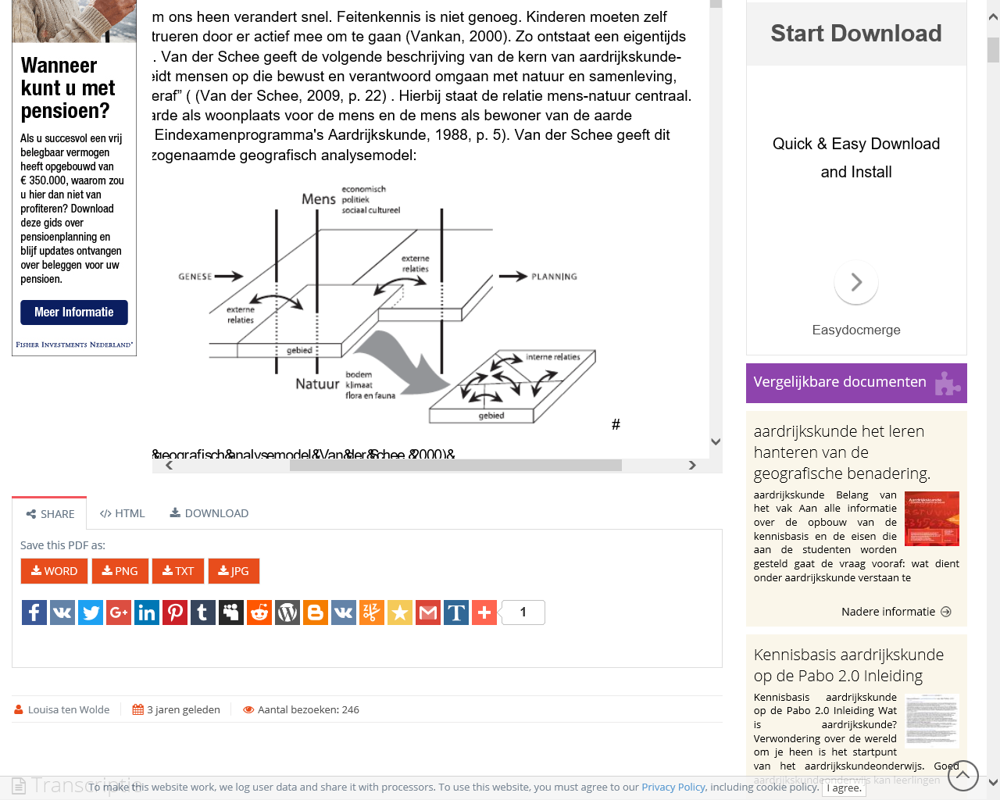 m ons heen verandert snel. Feitenkennis is niet genoeg. Kinderen moeten zelf
trueren door er actief mee om te gaan (Vankan, 2000). Zo ontstaat een eigentijds
. Van der Schee geeft de volgende beschrijving van de kern van aardrijkskunde-
eidt mensen op die bewust en verantwoord omgaan met natuur en samenleving,
eraf” ( (Van der Schee, 2009, p. 22) . Hierbij staat de relatie mens-natuur centraal.
arde als woonplaats voor de mens en de mens als bewoner van de aarde
Eindexamenprogramma's Aardrijkskunde, 1988, p. 5). Van der Schee geeft dit
zogenaamde geografisch analysemodel:
Mens
economisch
politiek
sociaal cultureel
GENESE
externe
relaties
PLANNING
externe
relaties
gebied
Natuur
bodem
klimaat
flora en fauna
interne relaties
gebied
#
&geografisch&analysemodel&(Van&der&Schee,&2000)&
Wanneer
kunt u met
pensioen?
Als u succesvol een vrij
belegbaar vermogen
heeft opgebouwd van
€ 350.000, waarom zou
u hier dan niet van
profiteren? Download
deze gids over
pensioenplanning en
blijf updates ontvangen
over beleggen voor uw
pensioen.
Meer Informatie
FISHER INVESTMENTS NEDERLAND®
Start Download
Quick & Easy Download
and Install
Easydocmerge
Vergelijkbare documenten
aardrijkskunde het leren
hanteren van de
geografische benadering.
aardrijkskunde Belang van
het vak Aan alle informatie
over de opbouw van de
kennisbasis en de eisen die
aan de studenten worden
gesteld gaat de vraag vooraf: wat dient
onder aardrijkskunde verstaan te
Aardrijkskunde
Nadere informatie
Kennisbasis aardrijkskunde
op de Pabo 2.0 Inleiding
Kennisbasis aardrijkskunde
op de Pabo 2.0 Inleiding Wat
is aardrijkskunde?
Verwondering over de wereld
om je heen is het startpunt
van het aardrijkskundeonderwijs. Goed
aardrijkskundeonderwijs kan leerlingen
SHARE
HTML
DOWNLOAD
Save this PDF as:
WORD
PNG
TXT
JPG
1
Louisa ten Wolde
3 jaren geleden
Aantal bezoeken: 246
Transcriptie
To make this website work, we log user data and share it with processors. To use this website, you must agree to our Privacy Policy, including cookie policy. I agree.